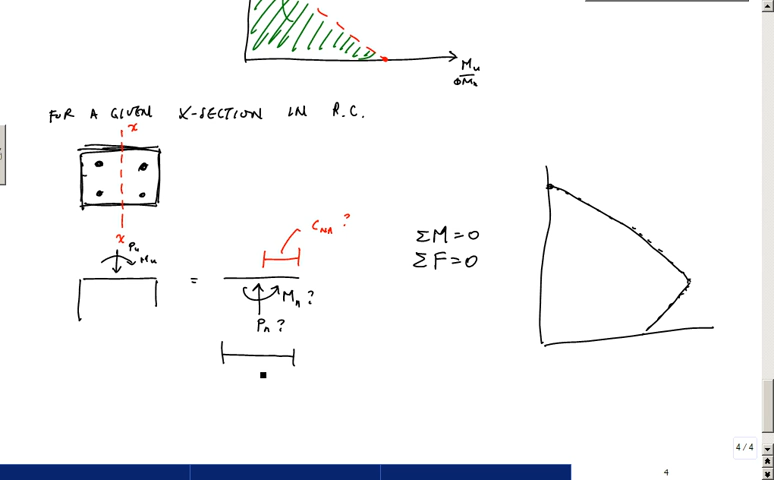 Mu
ΦMn
FOR A GIVEN X-SECTION IN R.C.
x
x
Pu
Mu
=
CNA ?
Mn ?
Pn ?
ΣM=0
ΣF=0
4/4
4